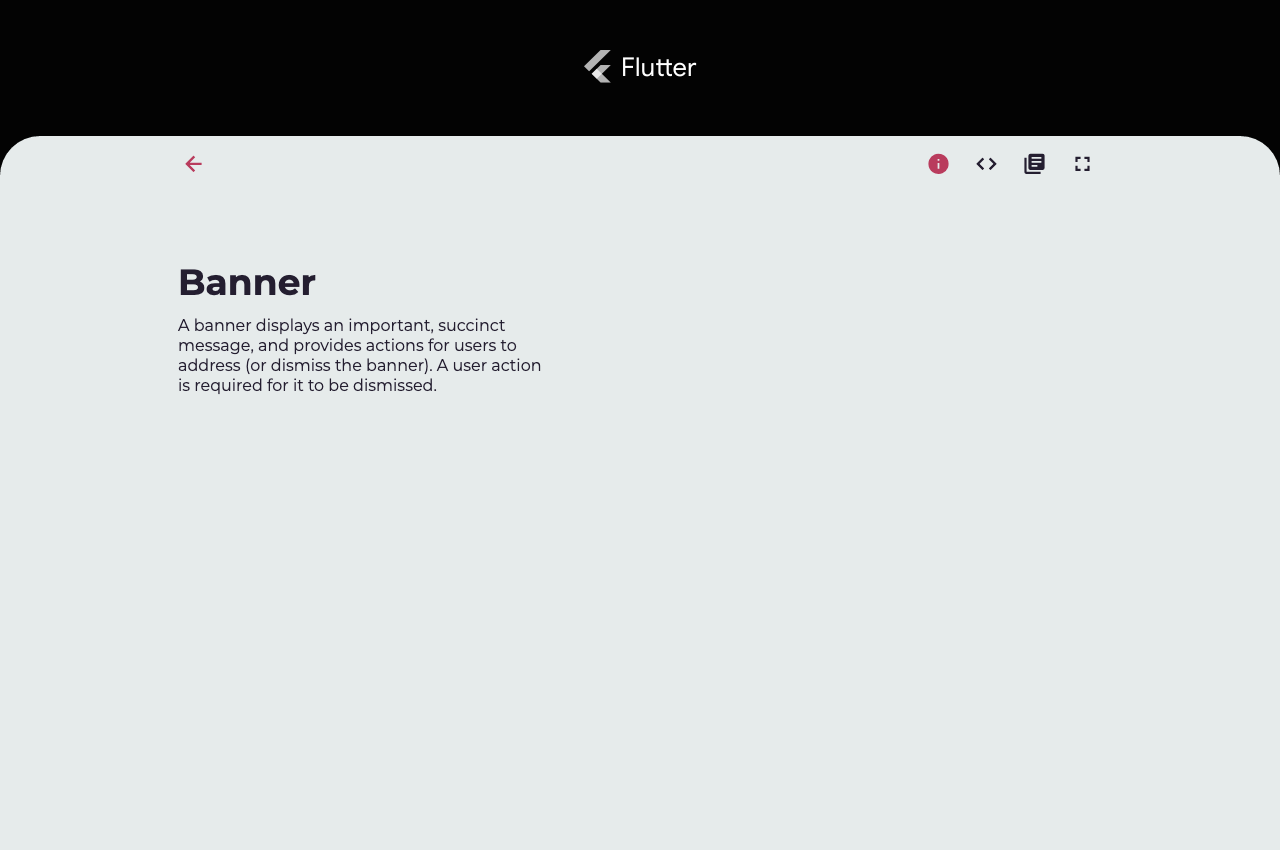 Flutter
Banner
A banner displays an important, succinct
message, and provides actions for users to
address (or dismiss the banner). A user action
is required for it to be dismissed.